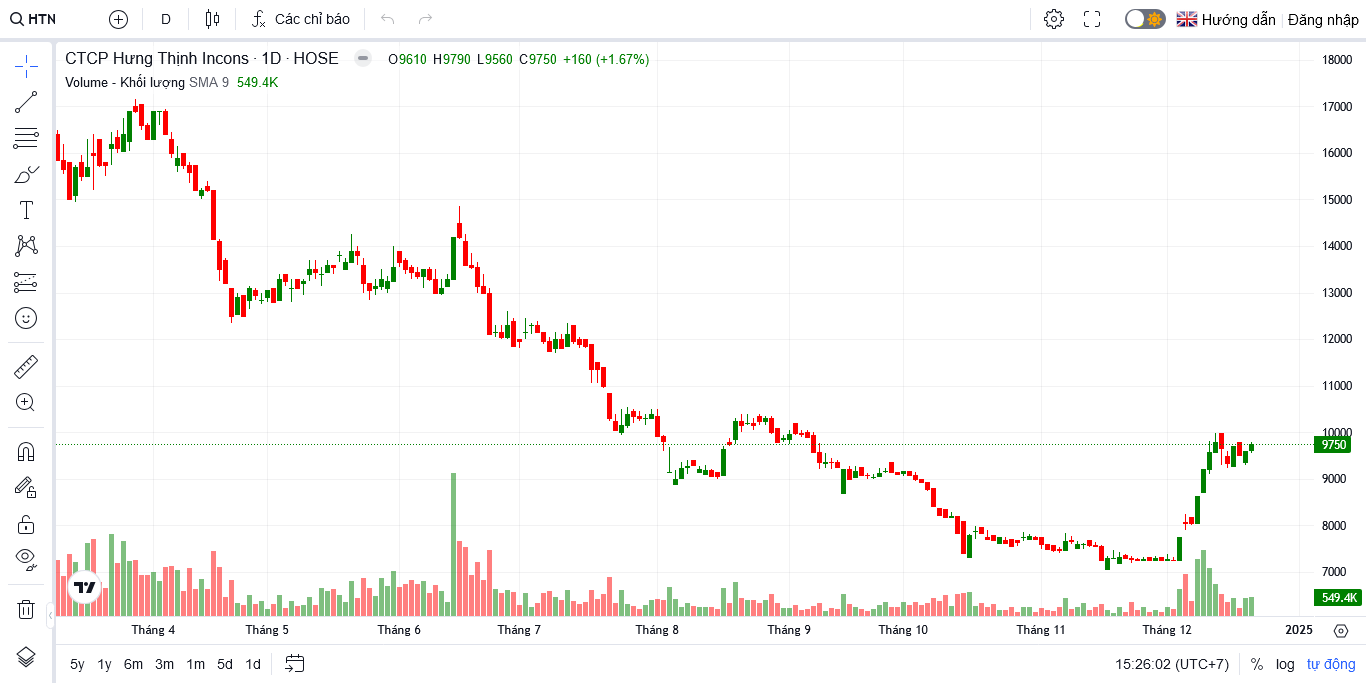 HTN D Các chỉ báo Hướng dẫn Đăng nhập
CTCP Hưng Thịnh Incons · 1D · HOSE O9610 H9790 L9560 C9750 +160 (+1.67%)
Volume - Khối lượng SMA 9 549.4K
18000
17000
16000
15000
14000
13000
12000
11000
10000
9750
9000
8000
7000
549.4K
Tháng 4 Tháng 5 Tháng 6 Tháng 7 Tháng 8 Tháng 9 Tháng 10 Tháng 11 Tháng 12 2025
5y 1y 6m 3m 1m 5d 1d 15:26:02 (UTC+7) % log tự động